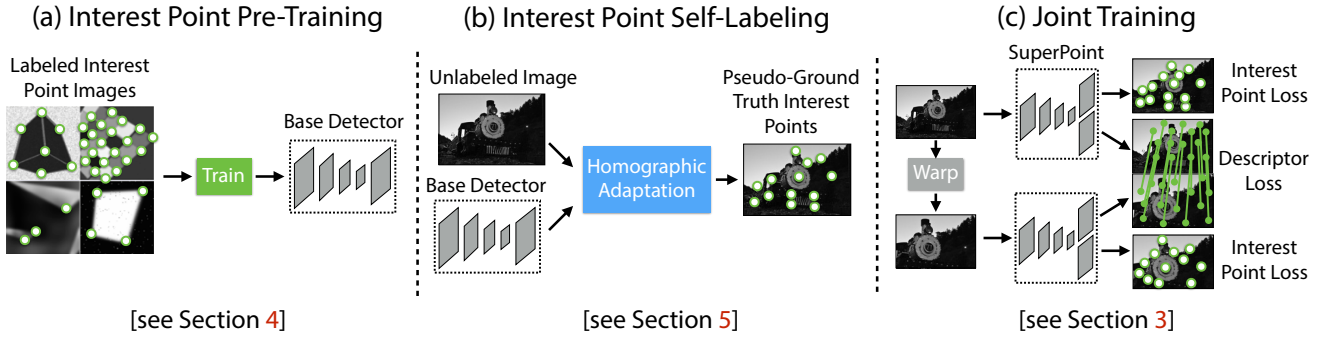 (a) Interest Point Pre-Training
Labeled Interest
Point Images
Train
Base Detector
[see Section 4]
(b) Interest Point Self-Labeling
Unlabeled Image
Base Detector
Homographic
Adaptation
Pseudo-Ground
Truth Interest
Points
[see Section 5]
(c) Joint Training
SuperPoint
Warp
Interest
Point Loss
Descriptor
Loss
Interest
Point Loss
[see Section 3]